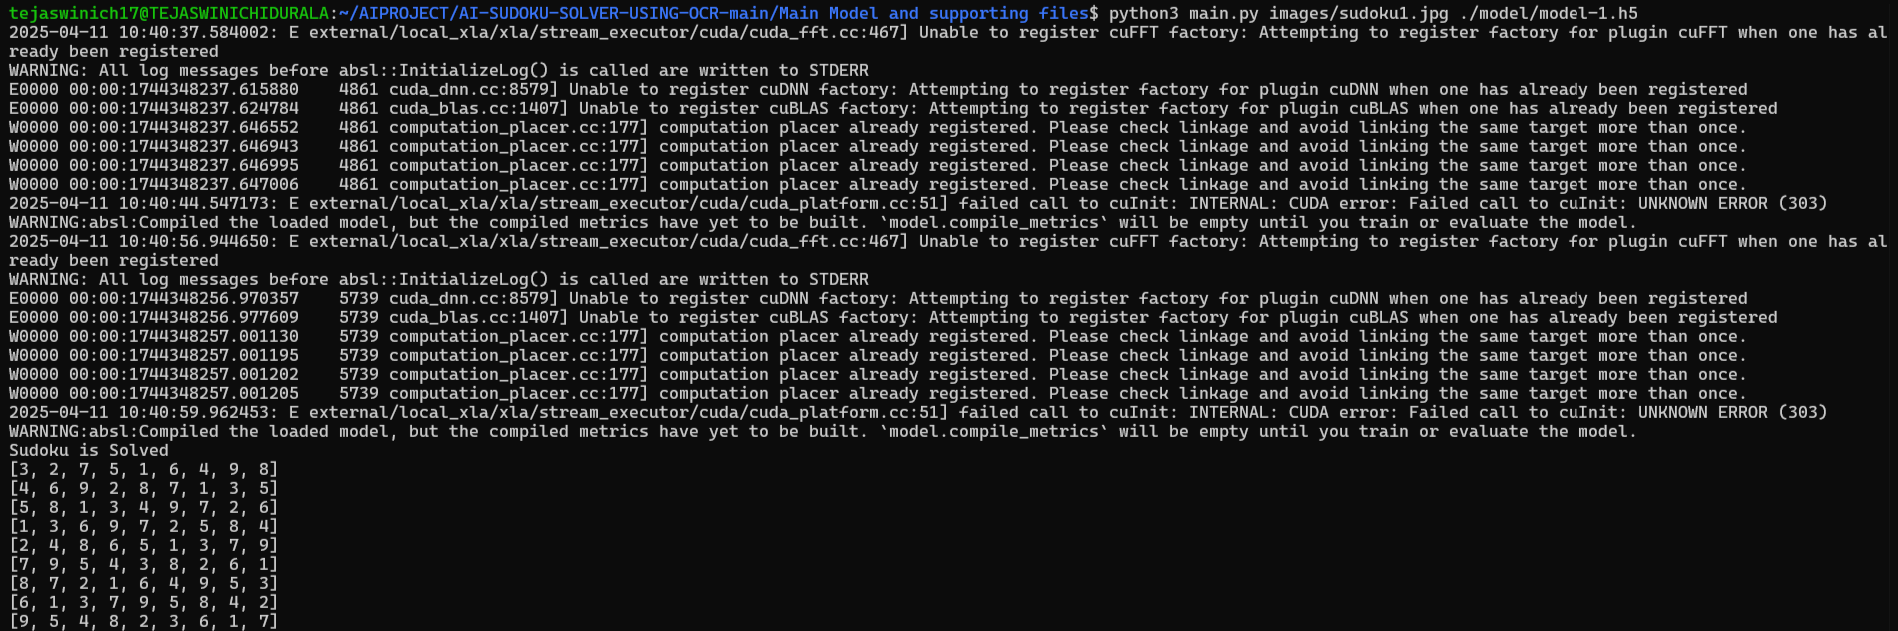 tejaswinich17@TEJASWINICHIDURALA:~/AIPROJECT/AI-SUDOKU-SOLVER-USING-OCR-main/Main Model and supporting files$ python3 main.py images/sudoku1.jpg ./model/model-1.h5
2025-04-11 10:40:37.584002: E external/local_xla/xla/stream_executor/cuda/cuda_fft.cc:467] Unable to register cuFFT factory: Attempting to register factory for plugin cuFFT when one has al
ready been registered
WARNING: All log messages before absl::InitializeLog() is called are written to STDERR
E0000 00:00:1744348237.615880    4861 cuda_dnn.cc:8579] Unable to register cuDNN factory: Attempting to register factory for plugin cuDNN when one has already been registered
E0000 00:00:1744348237.624784    4861 cuda_blas.cc:1407] Unable to register cuBLAS factory: Attempting to register factory for plugin cuBLAS when one has already been registered
W0000 00:00:1744348237.646552    4861 computation_placer.cc:177] computation placer already registered. Please check linkage and avoid linking the same target more than once.
W0000 00:00:1744348237.646943    4861 computation_placer.cc:177] computation placer already registered. Please check linkage and avoid linking the same target more than once.
W0000 00:00:1744348237.646995    4861 computation_placer.cc:177] computation placer already registered. Please check linkage and avoid linking the same target more than once.
W0000 00:00:1744348237.647006    4861 computation_placer.cc:177] computation placer already registered. Please check linkage and avoid linking the same target more than once.
2025-04-11 10:40:44.547173: E external/local_xla/xla/stream_executor/cuda/cuda_platform.cc:51] failed call to cuInit: INTERNAL: CUDA error: Failed call to cuInit: UNKNOWN ERROR (303)
WARNING:absl:Compiled the loaded model, but the compiled metrics have yet to be built. `model.compile_metrics` will be empty until you train or evaluate the model.
2025-04-11 10:40:56.944650: E external/local_xla/xla/stream_executor/cuda/cuda_fft.cc:467] Unable to register cuFFT factory: Attempting to register factory for plugin cuFFT when one has al
ready been registered
WARNING: All log messages before absl::InitializeLog() is called are written to STDERR
E0000 00:00:1744348256.970357    5739 cuda_dnn.cc:8579] Unable to register cuDNN factory: Attempting to register factory for plugin cuDNN when one has already been registered
E0000 00:00:1744348256.977609    5739 cuda_blas.cc:1407] Unable to register cuBLAS factory: Attempting to register factory for plugin cuBLAS when one has already been registered
W0000 00:00:1744348257.001130    5739 computation_placer.cc:177] computation placer already registered. Please check linkage and avoid linking the same target more than once.
W0000 00:00:1744348257.001195    5739 computation_placer.cc:177] computation placer already registered. Please check linkage and avoid linking the same target more than once.
W0000 00:00:1744348257.001202    5739 computation_placer.cc:177] computation placer already registered. Please check linkage and avoid linking the same target more than once.
W0000 00:00:1744348257.001205    5739 computation_placer.cc:177] computation placer already registered. Please check linkage and avoid linking the same target more than once.
2025-04-11 10:40:59.962453: E external/local_xla/xla/stream_executor/cuda/cuda_platform.cc:51] failed call to cuInit: INTERNAL: CUDA error: Failed call to cuInit: UNKNOWN ERROR (303)
WARNING:absl:Compiled the loaded model, but the compiled metrics have yet to be built. `model.compile_metrics` will be empty until you train or evaluate the model.
Sudoku is Solved
[3, 2, 7, 5, 1, 6, 4, 9, 8]
[4, 6, 9, 2, 8, 7, 1, 3, 5]
[5, 8, 1, 3, 4, 9, 7, 2, 6]
[1, 3, 6, 9, 7, 2, 5, 8, 4]
[2, 4, 8, 6, 5, 1, 3, 7, 9]
[7, 9, 5, 4, 3, 8, 2, 6, 1]
[8, 7, 2, 1, 6, 4, 9, 5, 3]
[6, 1, 3, 7, 9, 5, 8, 4, 2]
[9, 5, 4, 8, 2, 3, 6, 1, 7]